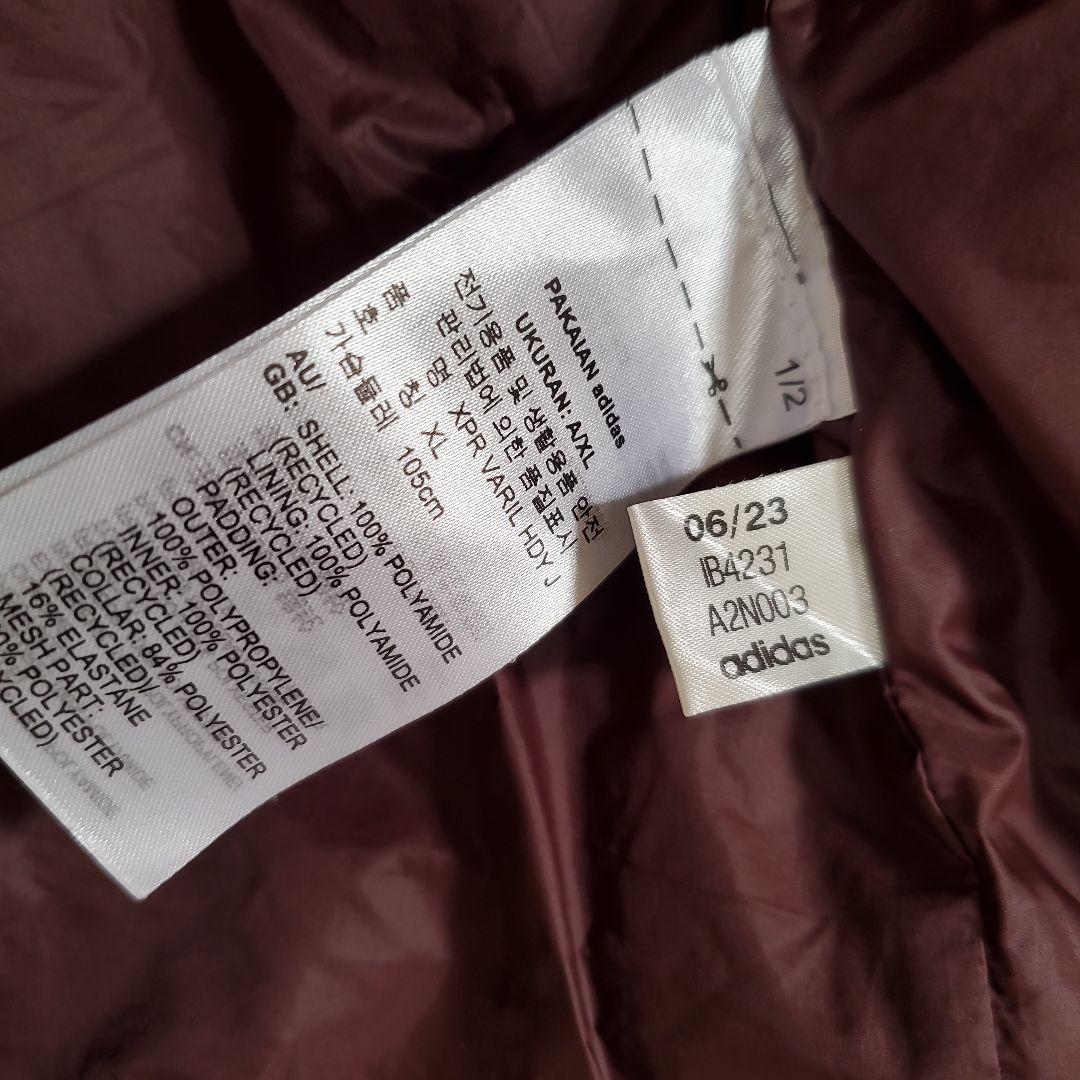 1/2
PAKAIAN adidas
UKURAN: A/XL
전기용품 및 생활용품 안전
관리법에 의한 품질표시
품 명 XPR VARIL HDY J
호 칭 XL
가슴둘레 105cm
AU/
GB: SHELL: 100% POLYAMIDE
(RECYCLED)
LINING: 100% POLYAMIDE
(RECYCLED)
PADDING:
OUTER:
100% POLYPROPYLENE/
INNER: 100% POLYESTER
(RECYCLED)
COLLAR: 84% POLYESTER
(RECYCLED)/
16% ELASTANE
MESH PART:
POLYESTER
06/23
IB4231
A2N003
adidas